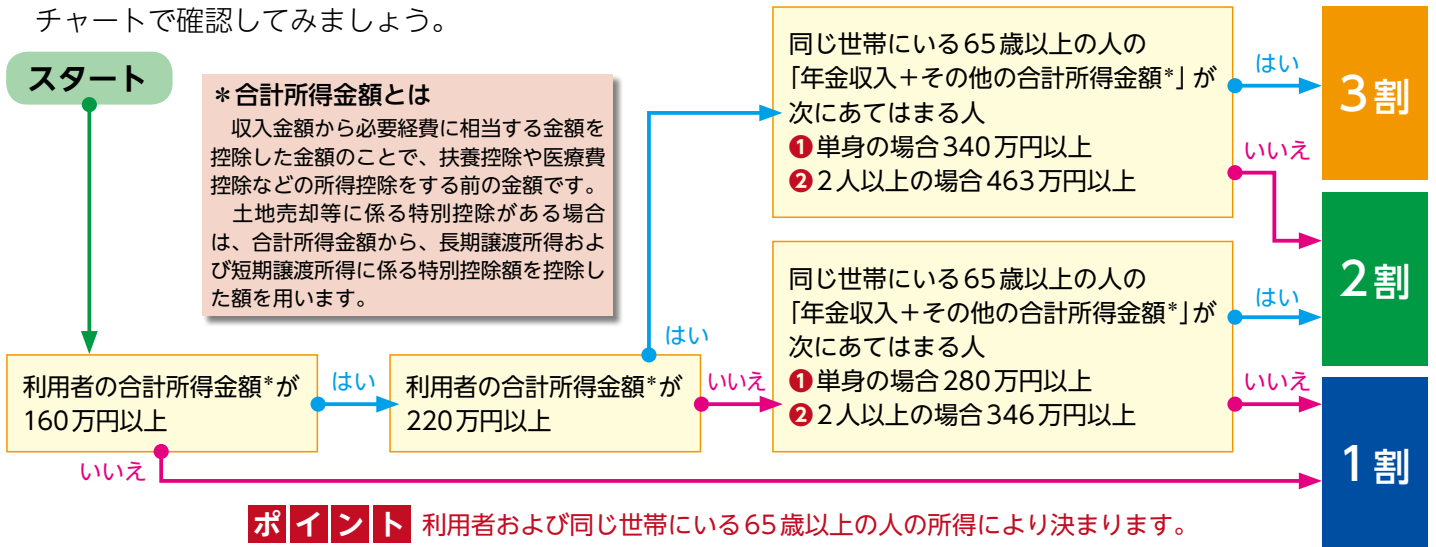 チャートで確認してみましょう。
スタート
＊合計所得金額とは
収入金額から必要経費に相当する金額を
控除した金額のことで、扶養控除や医療費
控除などの所得控除をする前の金額です。
土地売却等に係る特別控除がある場合
は、合計所得金額から、長期譲渡所得およ
び短期譲渡所得に係る特別控除額を控除し
た額を用います。
利用者の合計所得金額*が
160万円以上
はい
いいえ
利用者の合計所得金額*が
220万円以上
はい
いいえ
同じ世帯にいる65歳以上の人の
「年金収入＋その他の合計所得金額*」が
次にあてはまる人
❶単身の場合340万円以上
❷2人以上の場合463万円以上
はい
いいえ
同じ世帯にいる65歳以上の人の
「年金収入＋その他の合計所得金額*」が
次にあてはまる人
❶単身の場合280万円以上
❷2人以上の場合346万円以上
はい
いいえ
3割
2割
1割
ポイント 利用者および同じ世帯にいる65歳以上の人の所得により決まります。